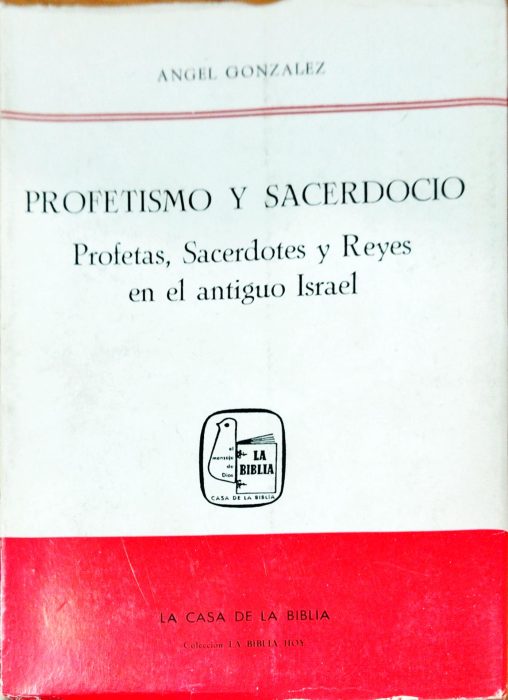 ANGEL GONZALEZ
PROFETISMO Y SACERDOCIO
Profetas, Sacerdotes y Reyes
en el antiguo Israel
el
mensaje
de
Dios
LA
BIBLIA
CASA DE LA BIBLIA
LA CASA DE LA BIBLIA
Colección LA BIBLIA HOY